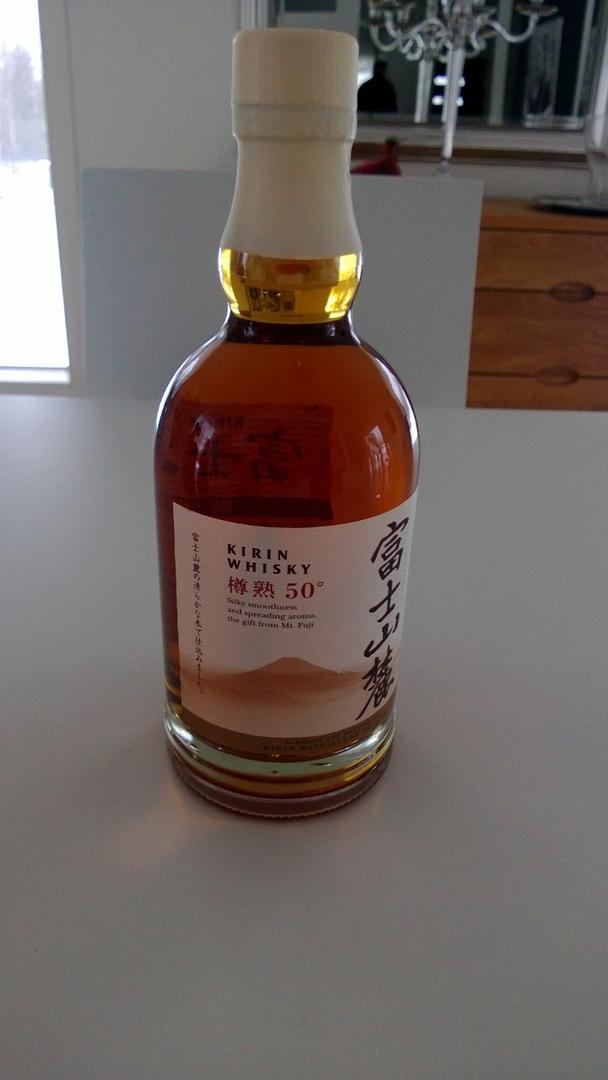 富士山麓
KIRIN
WHISKY
樽熟 50°
Silky smoothness
and spreading aroma,
the gift from Mt. Fuji
富士山麓の清らかな水で仕込みました。
KIRIN DISTILLERY